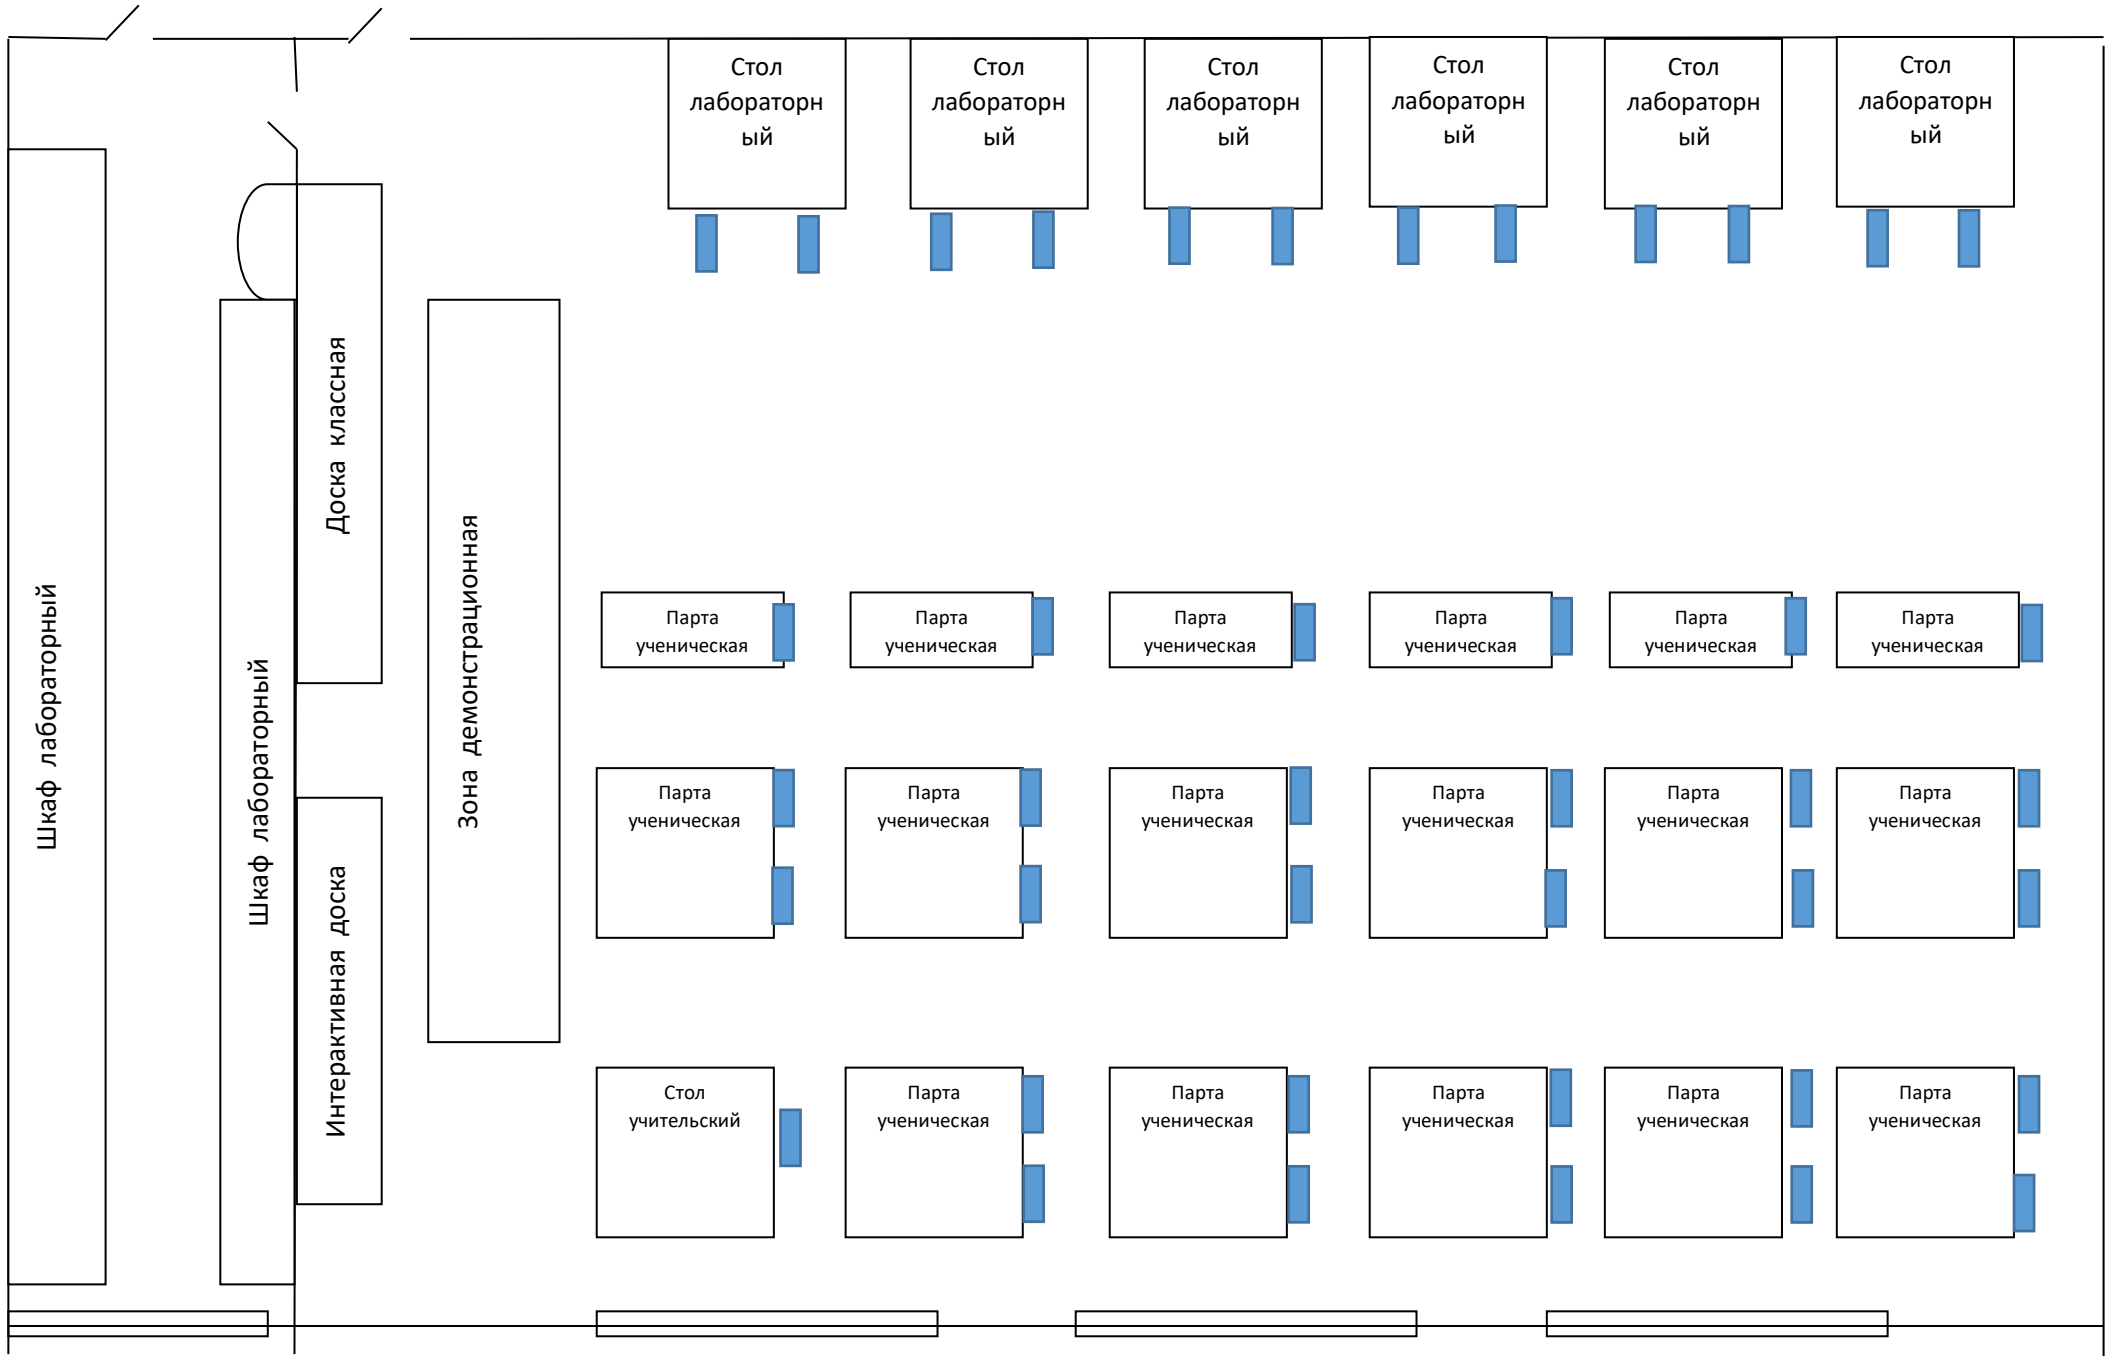 Стол
лабораторн
ый
Стол
лабораторн
ый
Стол
лабораторн
ый
Стол
лабораторн
ый
Стол
лабораторн
ый
Стол
лабораторн
ый
Шкаф лабораторный
Шкаф лабораторный
Доска классная
Интерактивная доска
Зона демонстрационная
Парта
ученическая
Парта
ученическая
Парта
ученическая
Парта
ученическая
Парта
ученическая
Парта
ученическая
Парта
ученическая
Парта
ученическая
Парта
ученическая
Парта
ученическая
Парта
ученическая
Парта
ученическая
Стол
учительский
Парта
ученическая
Парта
ученическая
Парта
ученическая
Парта
ученическая
Парта
ученическая